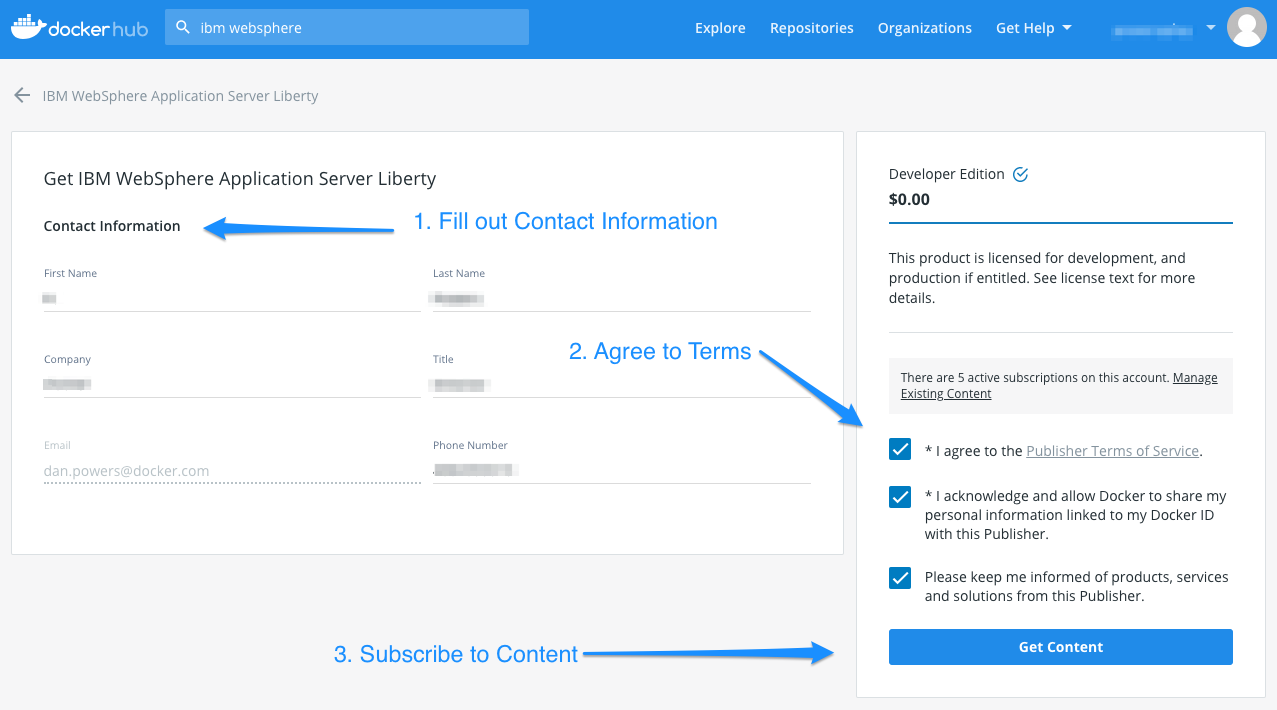 docker hub
ibm websphere
Explore
Repositories
Organizations
Get Help
IBM WebSphere Application Server Liberty
Get IBM WebSphere Application Server Liberty
Contact Information
1. Fill out Contact Information
First Name
Last Name
Company
Title
2. Agree to Terms
Email
dan.powers@docker.com
Phone Number
3. Subscribe to Content
Developer Edition
$0.00
This product is licensed for development, and
production if entitled. See license text for more
details.
There are 5 active subscriptions on this account. Manage
Existing Content
* I agree to the Publisher Terms of Service.
* I acknowledge and allow Docker to share my
personal information linked to my Docker ID
with this Publisher.
Please keep me informed of products, services
and solutions from this Publisher.
Get Content